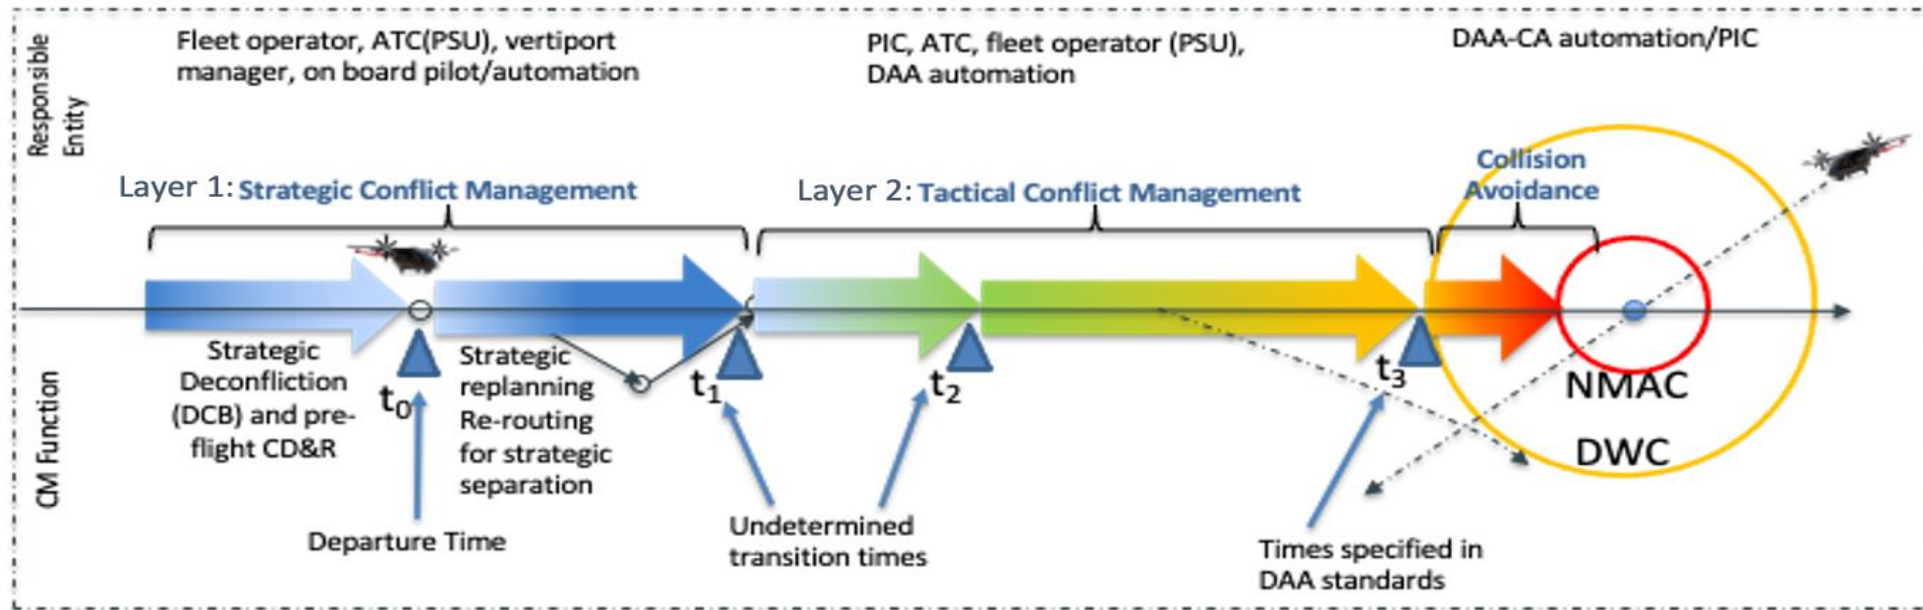 Responsible
Entity
Fleet operator, ATC(PSU), vertiport
manager, on board pilot/automation
PIC, ATC, fleet operator (PSU),
DAA automation
DAA-CA automation/PIC
Layer 1: Strategic Conflict Management
Layer 2: Tactical Conflict Management
Collision
Avoidance
CM Function
Strategic
Deconfliction
(DCB) and pre-
flight CD&R
t0
Strategic
replanning
Re-routing
for strategic
separation
t1
t2
t3
NMAC
DWC
Departure Time
Undetermined
transition times
Times specified in
DAA standards